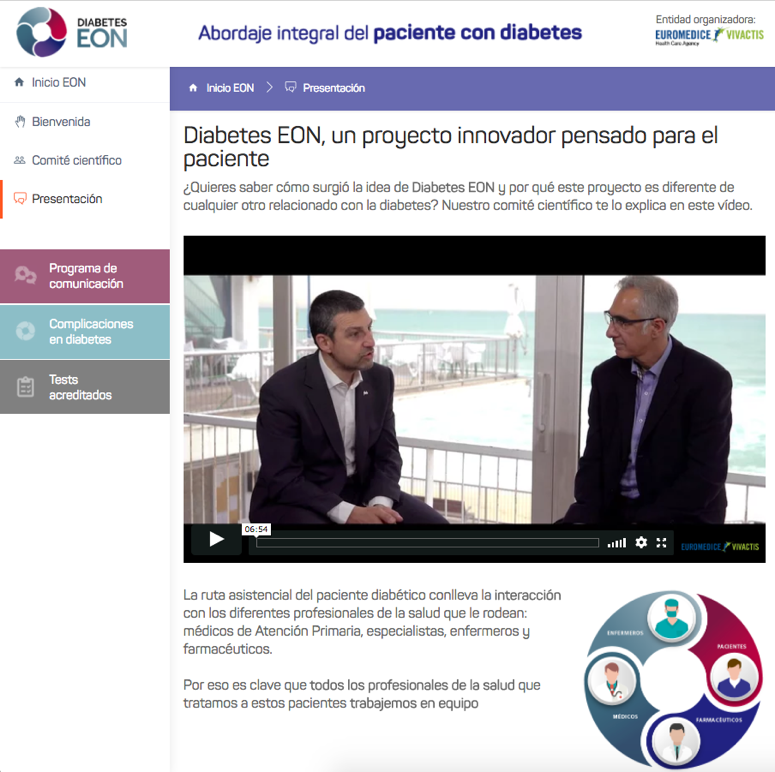 DIABETES
EON
Abordaje integral del paciente con diabetes
Entidad organizadora:
EUROMEDICE VIVACTIS
Health Care Agency
Inicio EON
Bienvenida
Comité científico
Presentación
Programa de
comunicación
Complicaciones
en diabetes
Tests
acreditados
Inicio EON
Presentación
Diabetes EON, un proyecto innovador pensado para el
paciente
¿Quieres saber cómo surgió la idea de Diabetes EON y por qué este proyecto es diferente de
cualquier otro relacionado con la diabetes? Nuestro comité científico te lo explica en este vídeo.
06:54
EUROMEDICE VIVACTIS
La ruta asistencial del paciente diabético conlleva la interacción
con los diferentes profesionales de la salud que le rodean:
médicos de Atención Primaria, especialistas, enfermeros y
farmacéuticos.
Por eso es clave que todos los profesionales de la salud que
tratamos a estos pacientes trabajemos en equipo
ENFERMEROS
PACIENTES
MÉDICOS
FARMACÉUTICOS